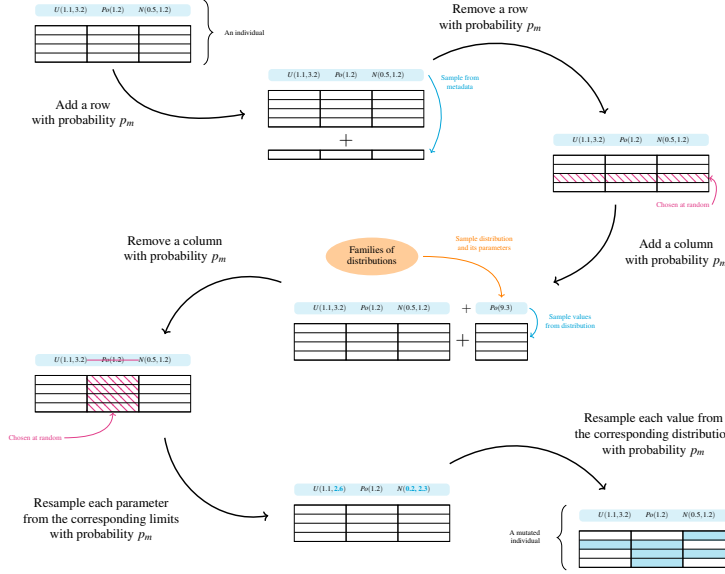 U(1.1,3.2) Po(1.2) N(0.5,1.2)
An individual
Add a row
with probability pm
Remove a row
with probability pm
U(1.1,3.2) Po(1.2) N(0.5,1.2)
Sample from
metadata
+
U(1.1,3.2) Po(1.2) N(0.5,1.2)
Chosen at random
Add a column
with probability pm
Remove a column
with probability pm
Families of
distributions
Sample distribution
and its parameters
U(1.1,3.2) Po(1.2) N(0.5,1.2) + Po(9.3)
+
Sample values
from distribution
U(1.1,3.2) Po(1.2) N(0.5,1.2)
Chosen at random
Resample each parameter
from the corresponding limits
with probability pm
U(1.1,2.6) Po(1.2) N(0.2, 2.3)
Resample each value from
the corresponding distributio
with probability pm
U(1.1,3.2) Po(1.2) N(0.5,1.2)
A mutated
individual